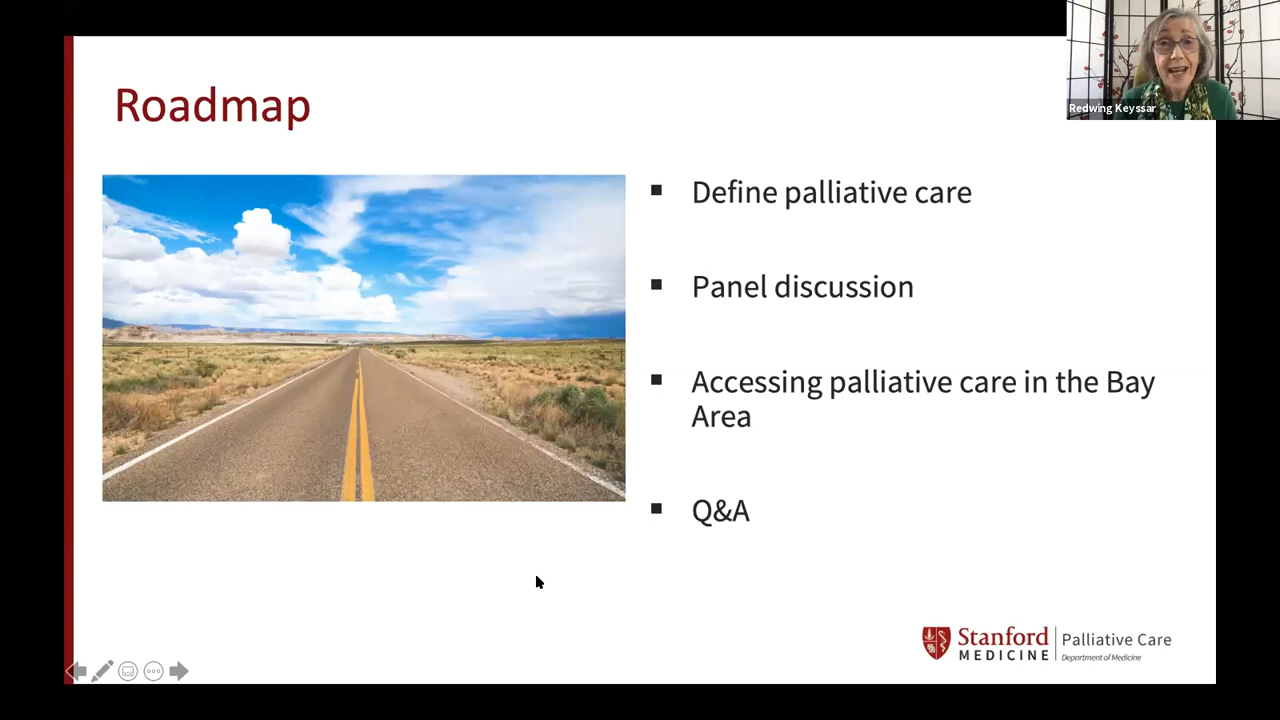 Redwing Keyssar
Roadmap
▪ Define palliative care
▪ Panel discussion
▪ Accessing palliative care in the Bay
Area
▪ Q&A
Stanford
MEDICINE
Palliative Care
Department of Medicine